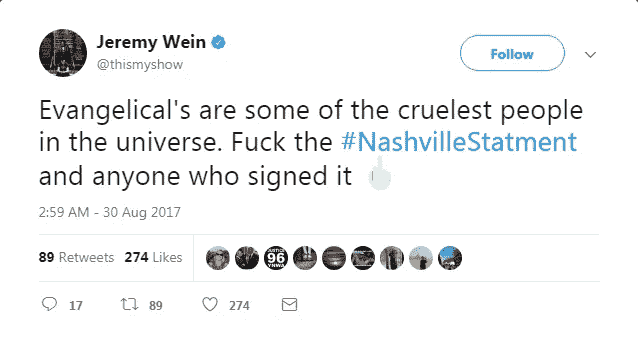 Jeremy Wein
@thismyshow
Follow
Evangelical's are some of the cruelest people
in the universe. Fuck the #NashvilleStatment
and anyone who signed it
2:59 AM - 30 Aug 2017
89 Retweets 274 Likes
96
17 89 274